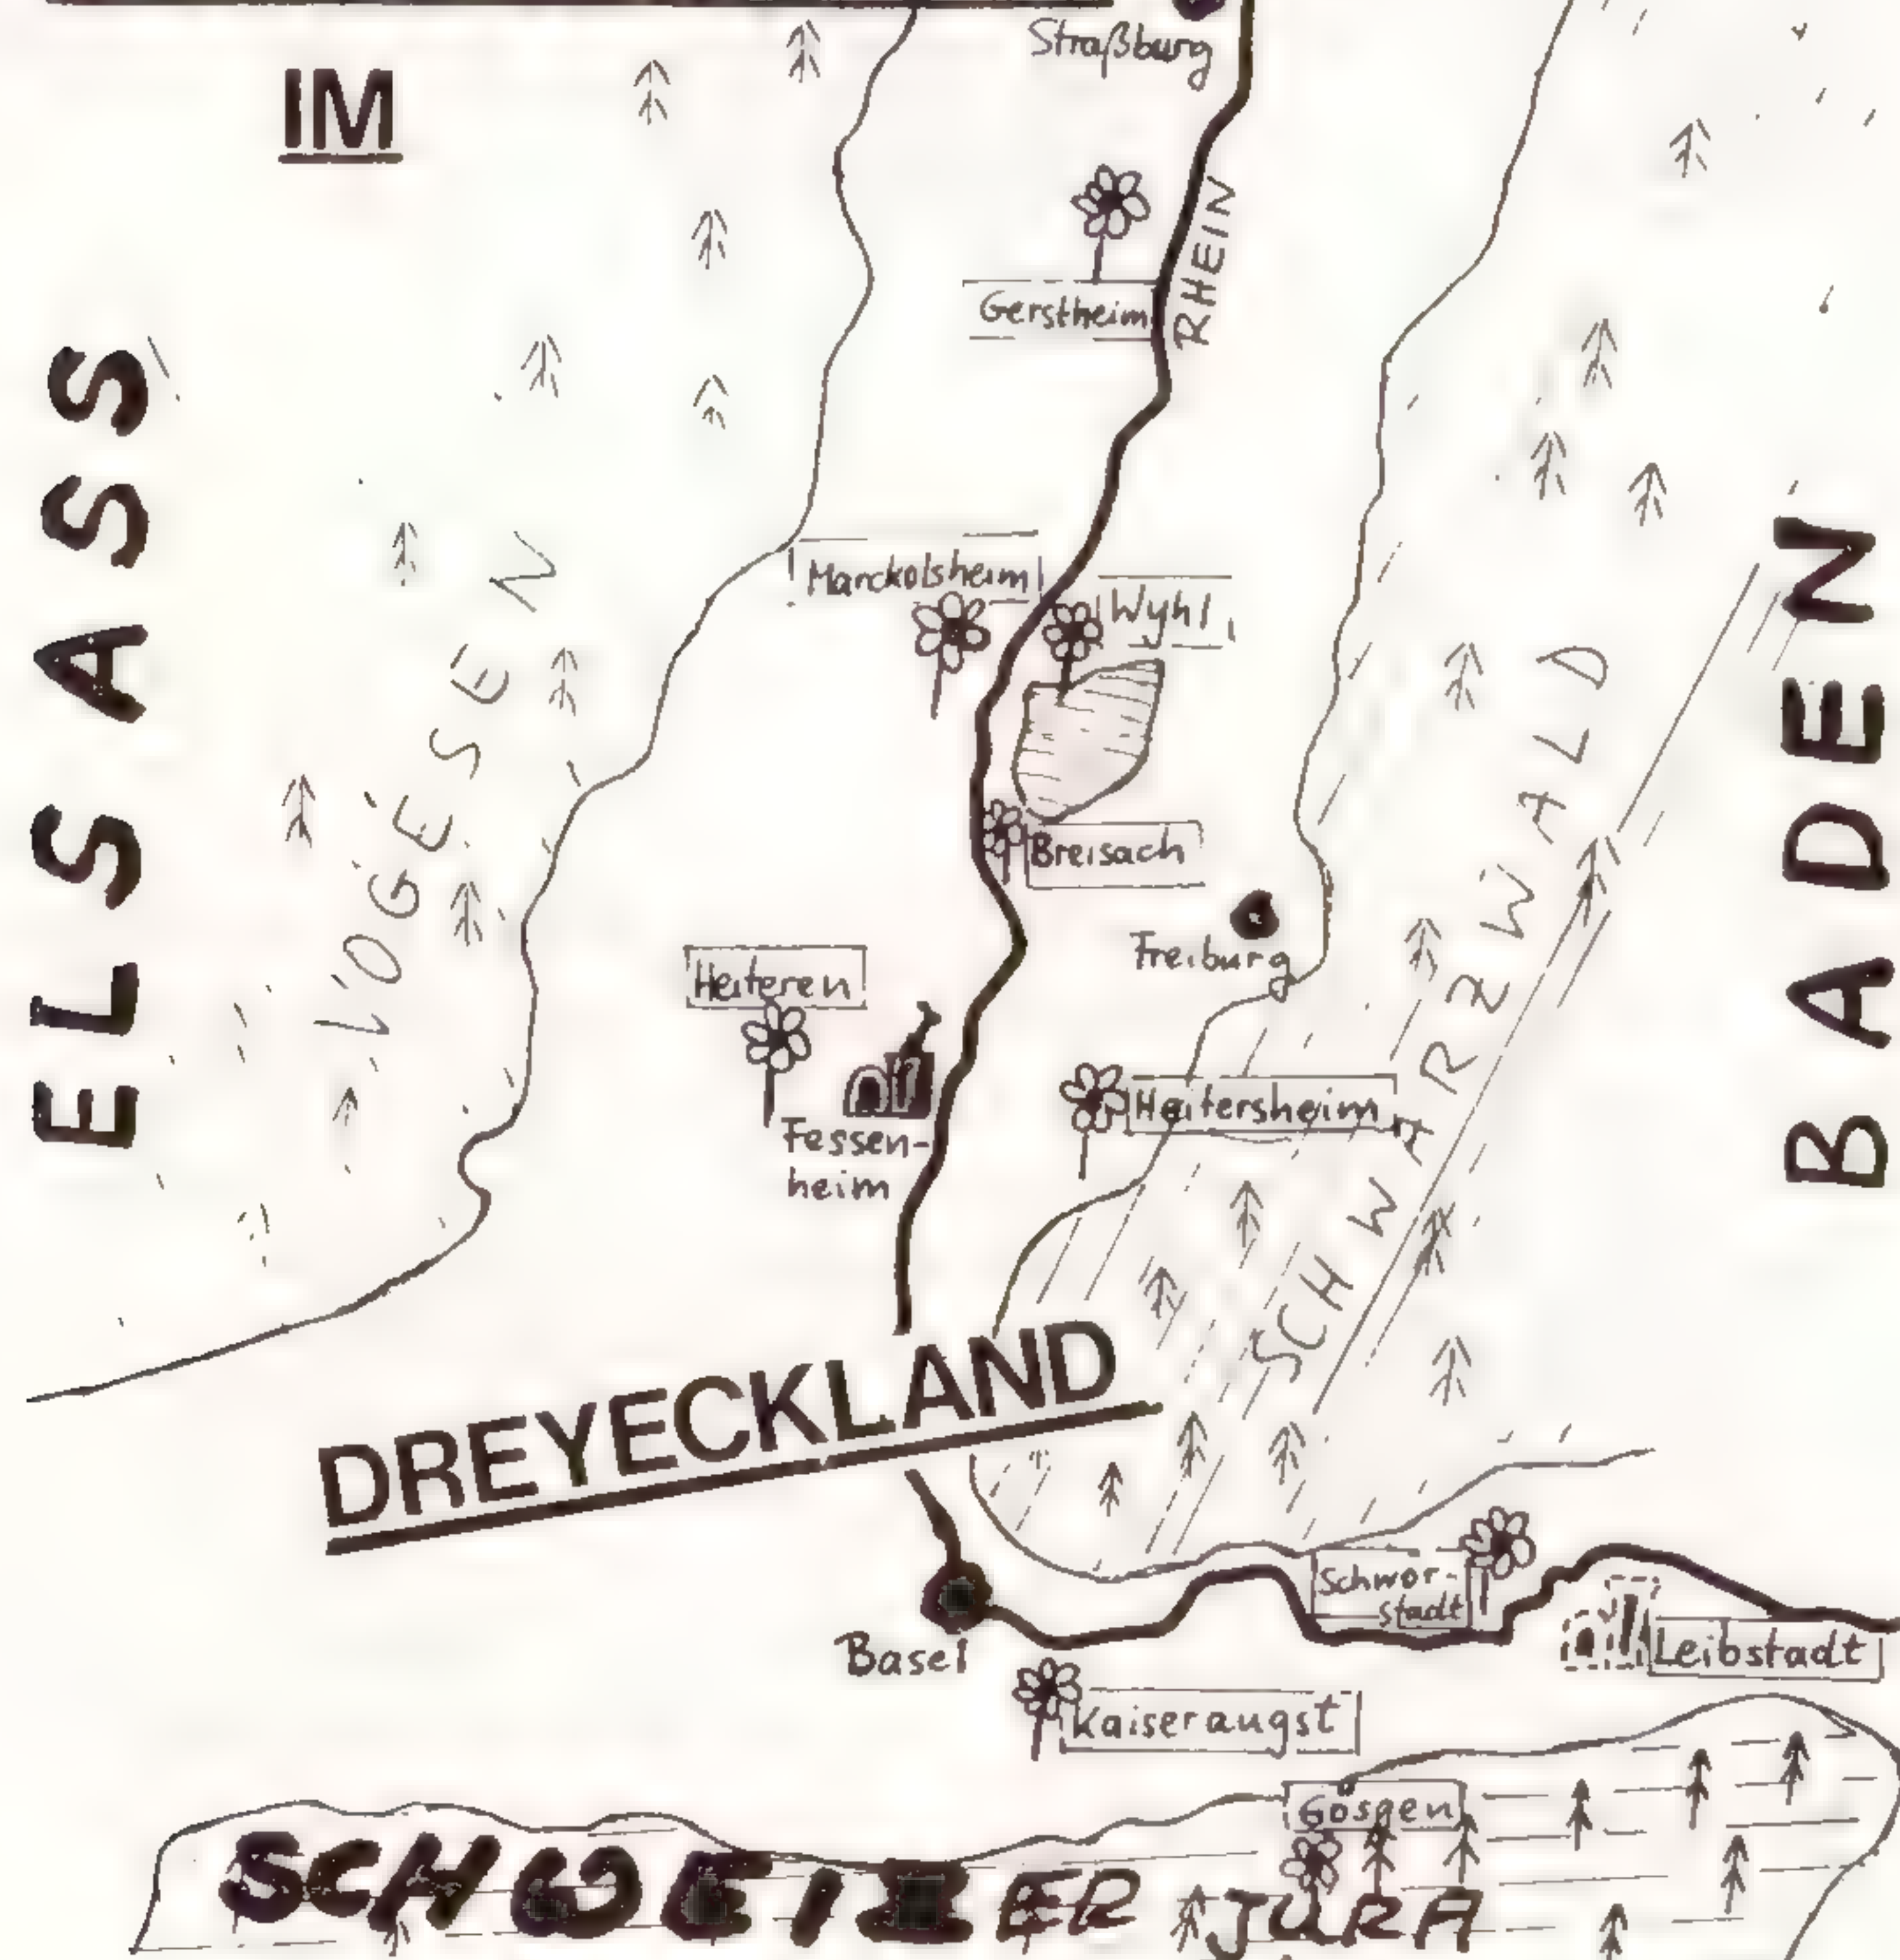 Straßburg
IM
RHEIN
Gerstheim
ELSASS
VOGESEN
Marckolsheim
Wyhl
BADEN
SCHWARZWALD
Breisach
Freiburg
Heiteren
Fessen-
heim
Heitersheim
DREYECKLAND
Schwör-
stadt
Basel
Leibstadt
Kaiseraugst
Gösgen
SCHWEIZER JURA